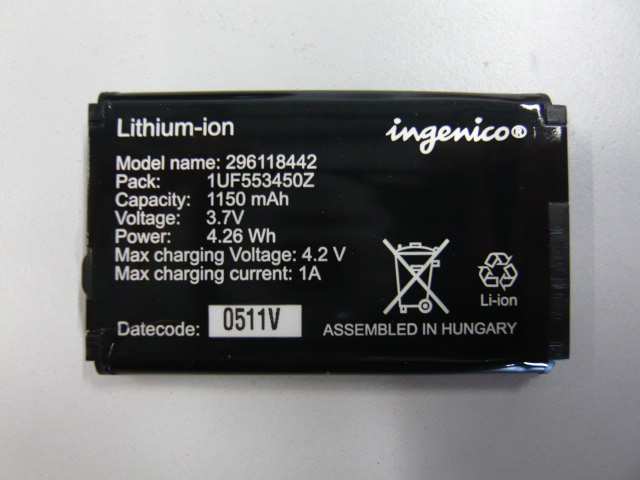 Lithium-ion
ingenico®
Model name: 296118442
Pack: 1UF553450Z
Capacity: 1150 mAh
Voltage: 3.7V
Power: 4.26 Wh
Max charging Voltage: 4.2 V
Max charging current: 1A
Li-ion
Datecode: 0511V
ASSEMBLED IN HUNGARY